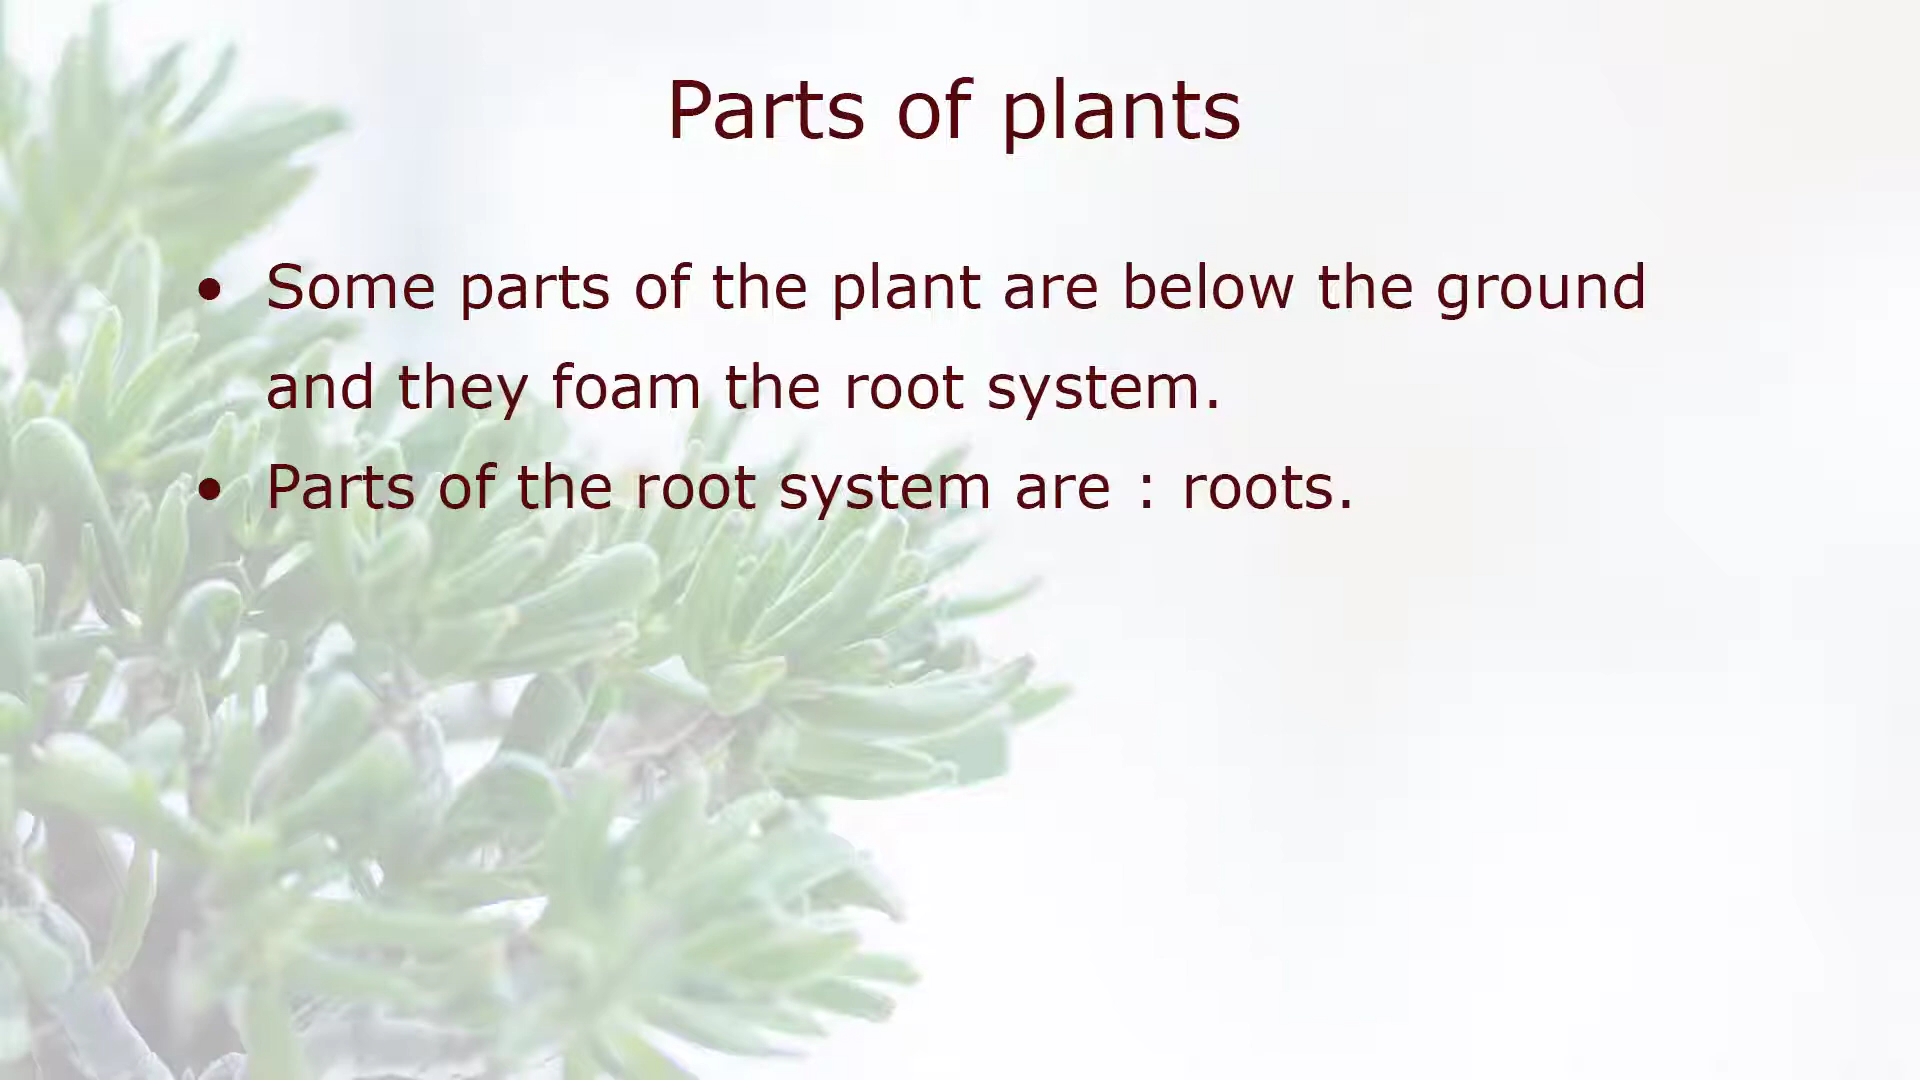 Parts of plants
• Some parts of the plant are below the ground
and they foam the root system.
• Parts of the root system are : roots.